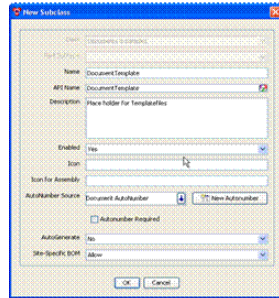 New Subclass
Name DocumentTemplate
API Name DocumentTemplate
Description Place holder for Templatefiles
Enabled Yes
Icon
Icon for Assembly
AutoNumber Source Document AutoNumber New Autonumber
Autonumber Required
AutoGenerate No
Site-Specific BOM Allow
OK Cancel